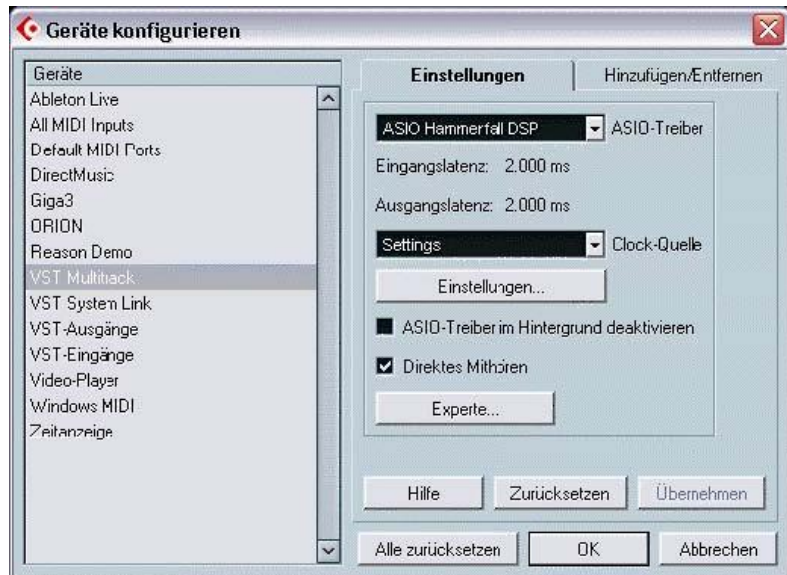 Geräte konfigurieren
Geräte
Ableton Live
All MIDI Inputs
Default MIDI Ports
DirectMusic
Giga3
ORION
Reason Demo
VST Multitrack
VST System Link
VST-Ausgänge
VST-Eingänge
Video-Player
Windows MIDI
Zeitanzeige
Einstellungen
Hinzufügen/Entfernen
ASIO Hammerfall DSP ASIO-Treiber
Eingangslatenz: 2.000 ms
Ausgangslatenz: 2.000 ms
Settings Clock-Quelle
Einstellungen...
ASIO-Treiber im Hintergrund deaktivieren
Direktes Mithören
Experte...
Hilfe Zurücksetzen Übernehmen
Alle zurücksetzen OK Abbrechen